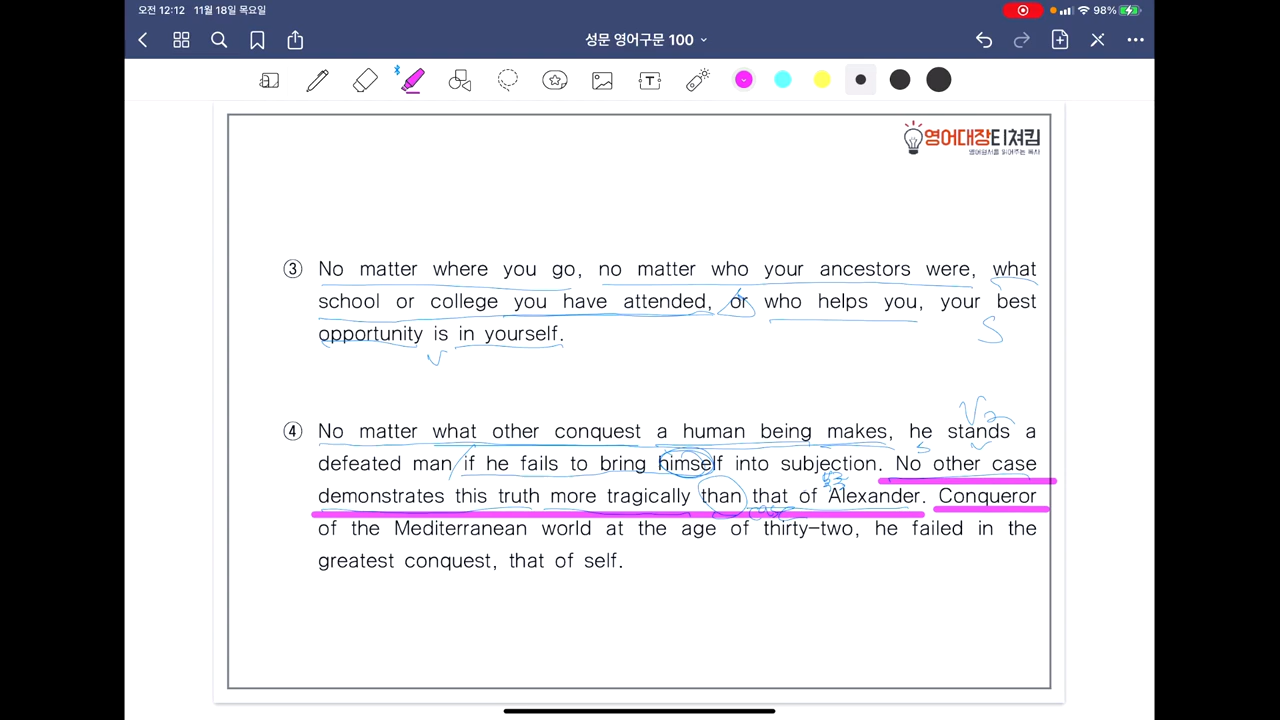 오전 12:12 11월 18일 목요일
98%
성문 영어구문 100
영어대장티쳐킴
③ No matter where you go, no matter who your ancestors were, what
school or college you have attended, or who helps you, your best
opportunity is in yourself.
S
V
V2
④ No matter what other conquest a human being makes, he stands a
S V
defeated man if he fails to bring himself into subjection. No other case
demonstrates this truth more tragically than that of Alexander. Conqueror
case
of the Mediterranean world at the age of thirty-two, he failed in the
greatest conquest, that of self.